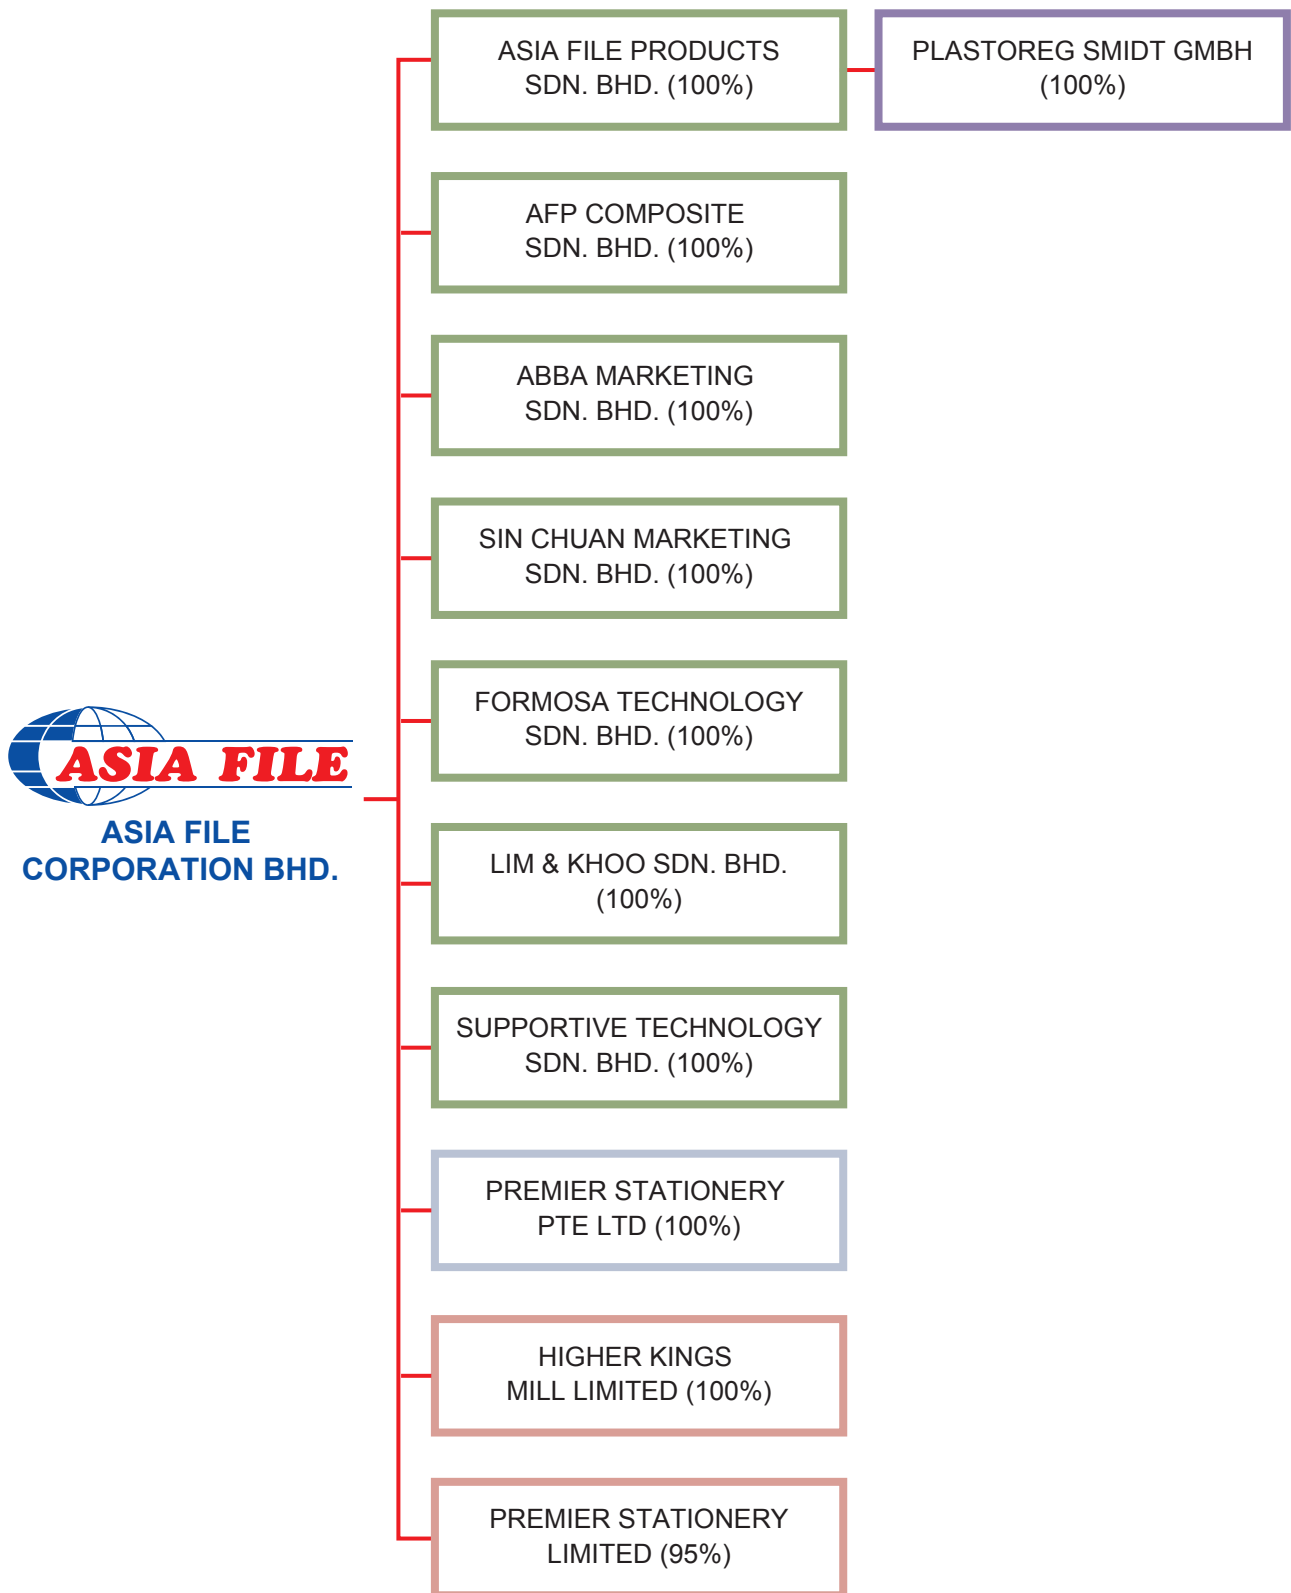 ASIA FILE PRODUCTS
SDN. BHD. (100%)
PLASTOREG SMIDT GMBH
(100%)
AFP COMPOSITE
SDN. BHD. (100%)
ABBA MARKETING
SDN. BHD. (100%)
SIN CHUAN MARKETING
SDN. BHD. (100%)
FORMOSA TECHNOLOGY
SDN. BHD. (100%)
ASIA FILE
ASIA FILE
CORPORATION BHD.
LIM & KHOO SDN. BHD.
(100%)
SUPPORTIVE TECHNOLOGY
SDN. BHD. (100%)
PREMIER STATIONERY
PTE LTD (100%)
HIGHER KINGS
MILL LIMITED (100%)
PREMIER STATIONERY
LIMITED (95%)